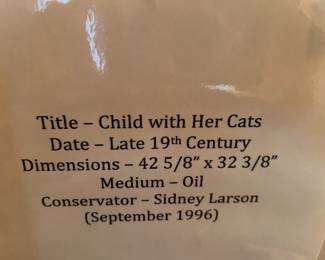 Title – Child with Her Cats
Date – Late 19th Century
Dimensions – 42 5/8” x 32 3/8”
Medium – Oil
Conservator – Sidney Larson
(September 1996)